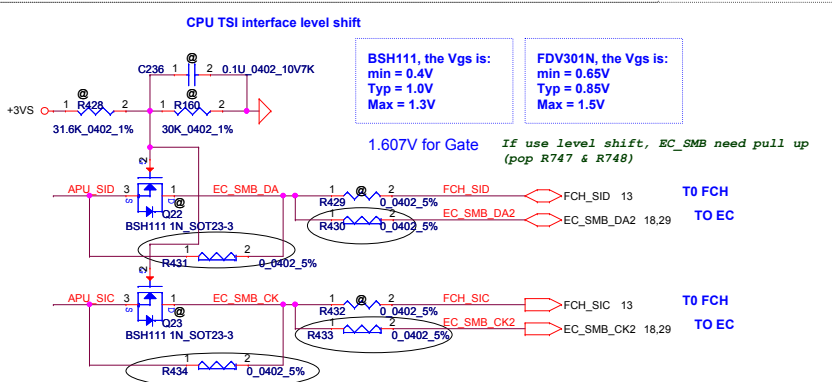 CPU TSI interface level shift
@
C236 1 2 0.1U_0402_10V7K
BSH111, the Vgs is:
min = 0.4V
Typ = 1.0V
Max = 1.3V
FDV301N, the Vgs is:
min = 0.65V
Typ = 0.85V
Max = 1.5V
@ @
+3VS 1 R428 2 1 R160 2
31.6K_0402_1% 30K_0402_1%
1.607V for Gate
If use level shift, EC_SMB need pull up
(pop R747 & R748)
2
APU_SID 3 1 EC_SMB_DA 1 @ 2 FCH_SID FCH_SID 13 T0 FCH
S D @
R429 0_0402_5%
Q22
BSH111 1N_SOT23-3
1 2 EC_SMB_DA2 EC_SMB_DA2 18,29 TO EC
R430 0_0402_5%
1 2
R431 0_0402_5%
2
APU_SIC 3 1 EC_SMB_CK 1 @ 2 FCH_SIC FCH_SIC 13 T0 FCH
S D @
R432 0_0402_5%
Q23
BSH111 1N_SOT23-3
1 2 EC_SMB_CK2 EC_SMB_CK2 18,29 TO EC
R433 0_0402_5%
1 2
R434 0_0402_5%